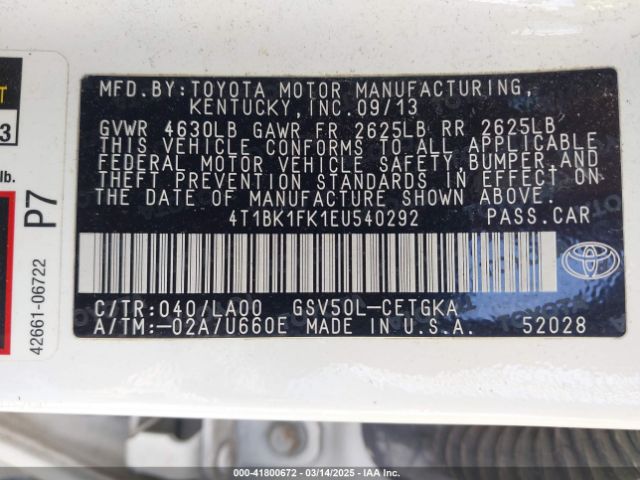 MFD.BY:TOYOTA MOTOR MANUFACTURING,
KENTUCKY,INC.09/13
GVWR 4630LB GAWR FR 2625LB RR 2625LB
THIS VEHICLE CONFORMS TO ALL APPLICABLE
FEDERAL MOTOR VEHICLE SAFETY,BUMPER,AND
THEFT PREVENTION STANDARDS IN EFFECT ON
THE DATE OF MANUFACTURE SHOWN ABOVE.
4T1BK1FK1EU540292 PASS.CAR
C/TR:040/LA00 GSV50L-CETGKA
A/TM:-02A/U660E MADE IN U.S.A. 52028
3
lb.
P7
42661-06722
000-41800672 — 03/14/2025 — IAA Inc.